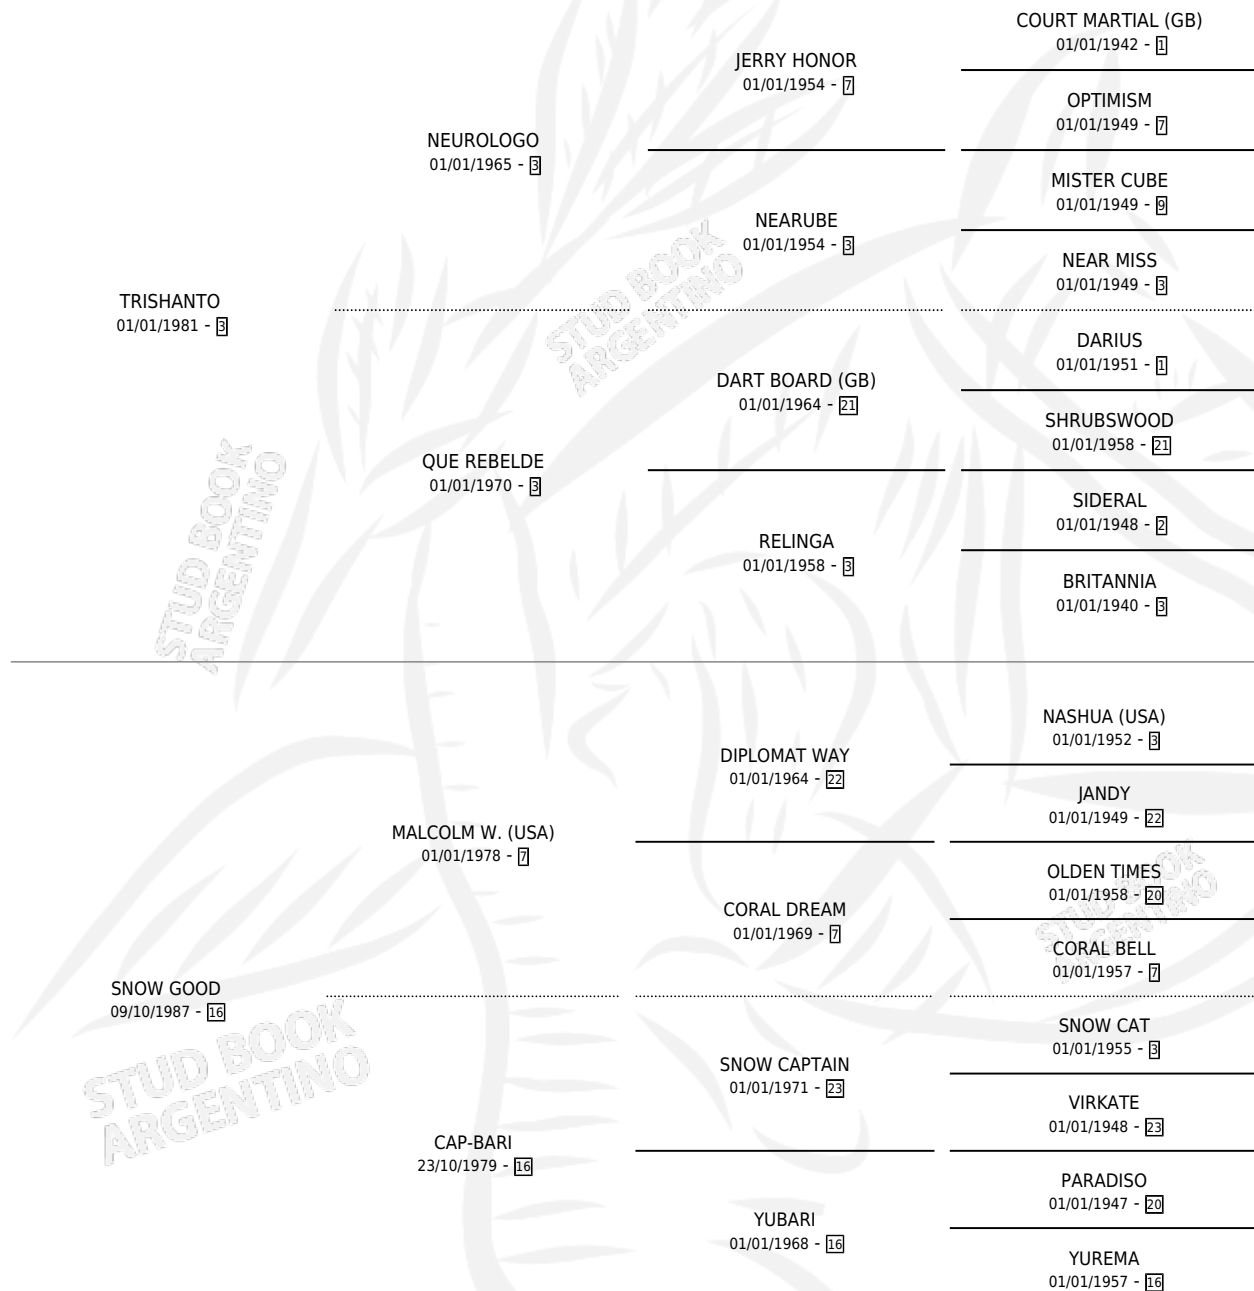 COURT MARTIAL (GB)
01/01/1942 - 1
JERRY HONOR
01/01/1954 - 7
OPTIMISM
01/01/1949 - 7
NEUROLOGO
01/01/1965 - 3
MISTER CUBE
01/01/1949 - 9
NEARUBE
01/01/1954 - 3
NEAR MISS
01/01/1949 - 3
TRISHANTO
01/01/1981 - 3
DARIUS
01/01/1951 - 1
DART BOARD (GB)
01/01/1964 - 21
SHRUBSWOOD
01/01/1958 - 21
QUE REBELDE
01/01/1970 - 3
SIDERAL
01/01/1948 - 2
RELINGA
01/01/1958 - 3
BRITANNIA
01/01/1940 - 3
NASHUA (USA)
01/01/1952 - 3
DIPLOMAT WAY
01/01/1964 - 22
JANDY
01/01/1949 - 22
MALCOLM W. (USA)
01/01/1978 - 7
OLDEN TIMES
01/01/1958 - 20
CORAL DREAM
01/01/1969 - 7
CORAL BELL
01/01/1957 - 7
SNOW GOOD
09/10/1987 - 16
SNOW CAT
01/01/1955 - 3
SNOW CAPTAIN
01/01/1971 - 23
VIRKATE
01/01/1948 - 23
CAP-BARI
23/10/1979 - 16
PARADISO
01/01/1947 - 20
YUBARI
01/01/1968 - 16
YUREMA
01/01/1957 - 16
STUD BOOK
ARGENTINO
STUD BOOK
ARGENTINO
STUD BOOK
ARGENTINO
STUD BOOK
ARGENTINO